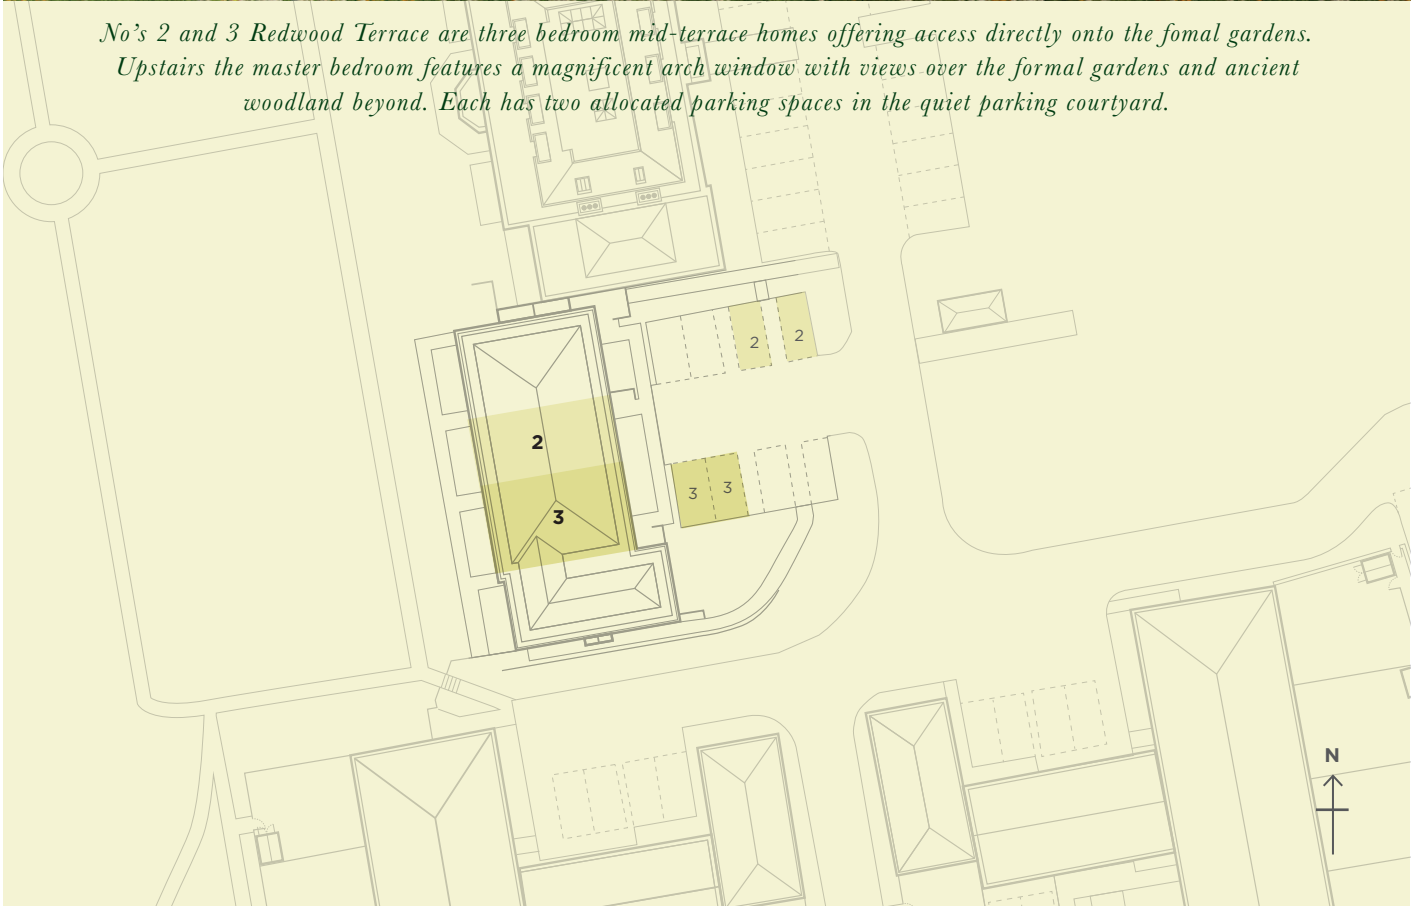 No's 2 and 3 Redwood Terrace are three bedroom mid-terrace homes offering access directly onto the fomal gardens.
Upstairs the master bedroom features a magnificent arch window with views over the formal gardens and ancient
woodland beyond. Each has two allocated parking spaces in the quiet parking courtyard.
2
2
2
3
3
3
N